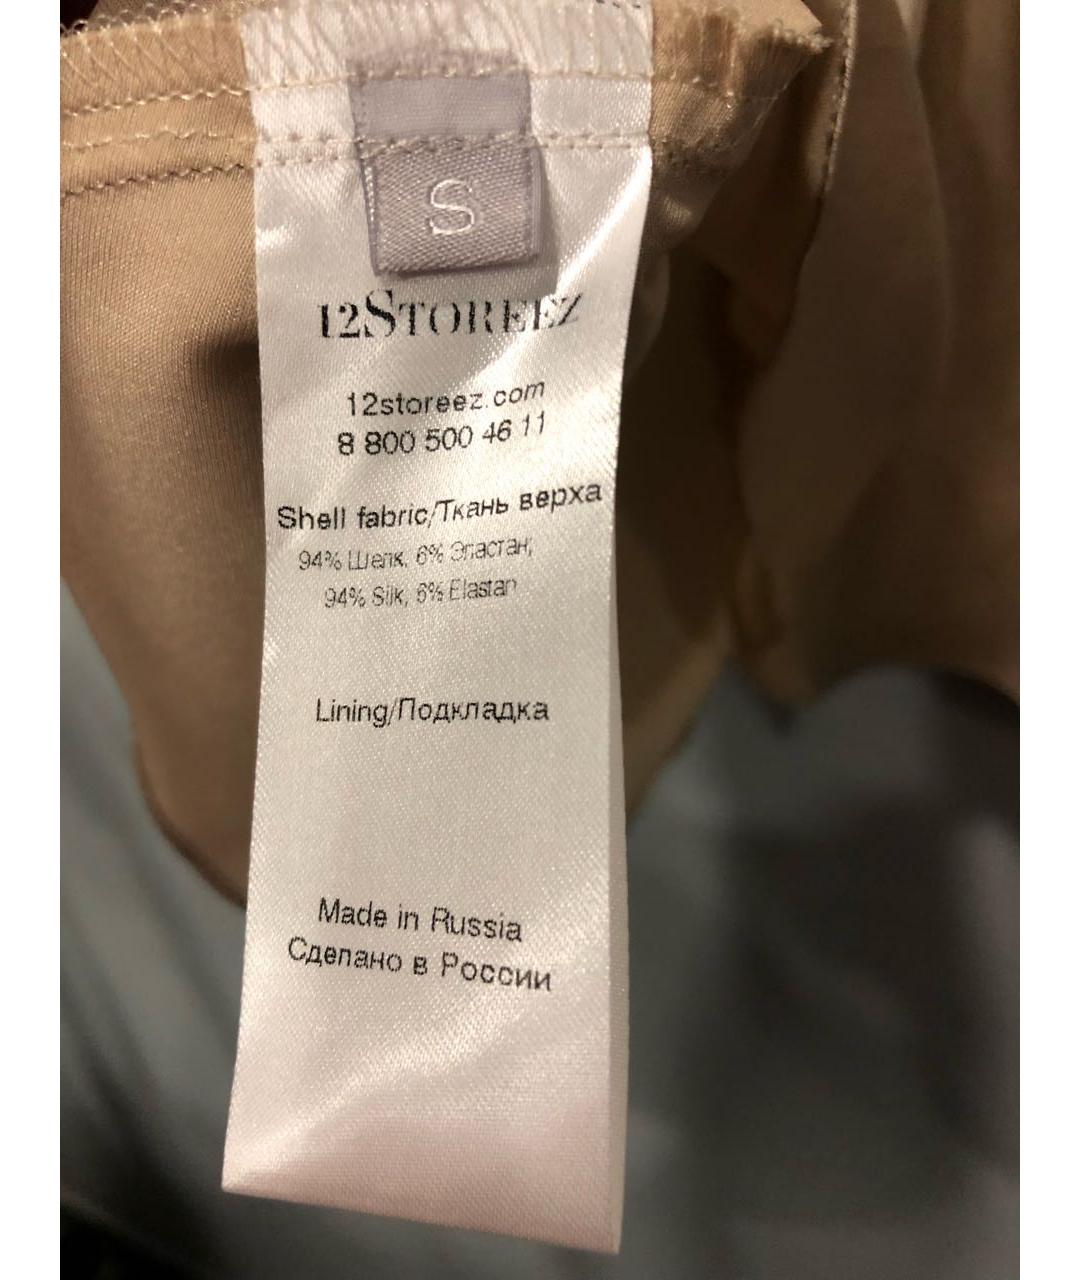 S
12STOREEZ
12storeez.com
8 800 500 46 11
Shell fabric/Ткань верха
94% Шелк, 6% Эластан;
94% Silk, 6% Elastan
Lining/Подкладка
Made in Russia
Сделано в России